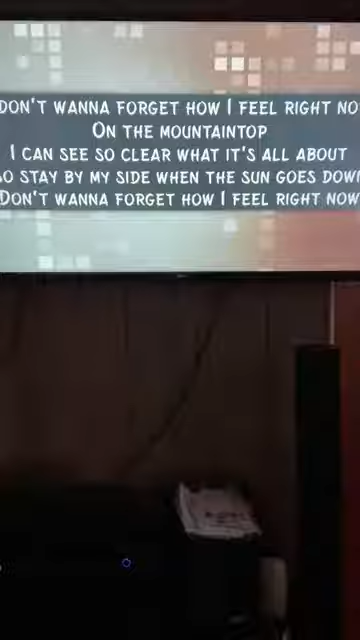 DON'T WANNA FORGET HOW I FEEL RIGHT NO
ON THE MOUNTAINTOP
I CAN SEE SO CLEAR WHAT IT'S ALL ABOUT
SO STAY BY MY SIDE WHEN THE SUN GOES DOWN
DON'T WANNA FORGET HOW I FEEL RIGHT NOW